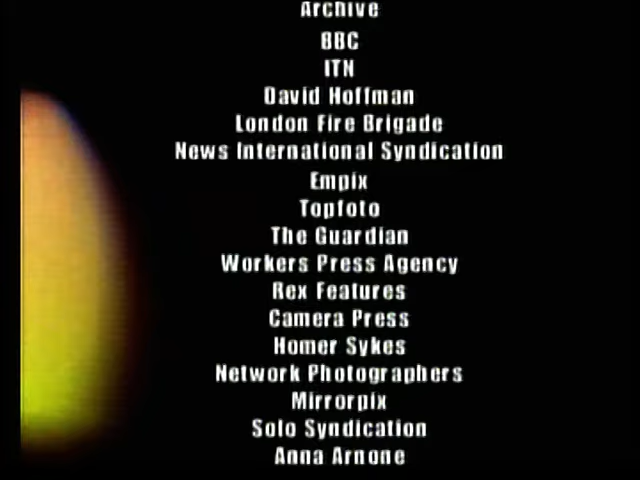 Archive
BBC
ITN
David Hoffman
London Fire Brigade
News International Syndication
Empix
Topfoto
The Guardian
Workers Press Agency
Rex Features
Camera Press
Homer Sykes
Network Photographers
Mirrorpix
Solo Syndication
Anna Arnone